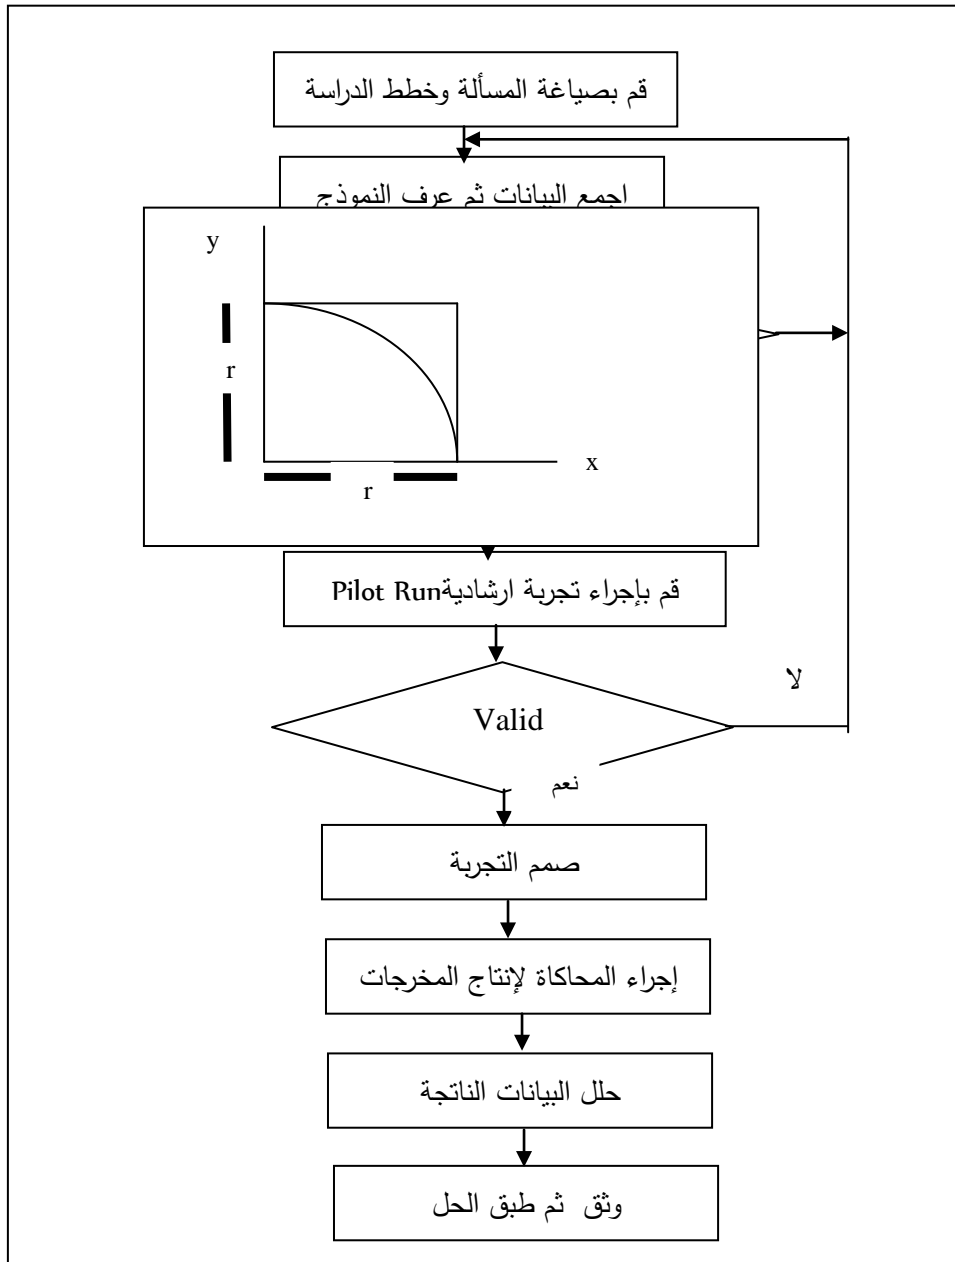 قم بصياغة المسألة وخطط الدراسة
اجمع البيانات ثم عرف النموذج
y
r
x
r
قم بإجراء تجربة ارشاديةPilot Run
لا
Valid
نعم
صمم التجربة
إجراء المحاكاة لإنتاج المخرجات
حلل البيانات الناتجة
وثق ثم طبق الحل